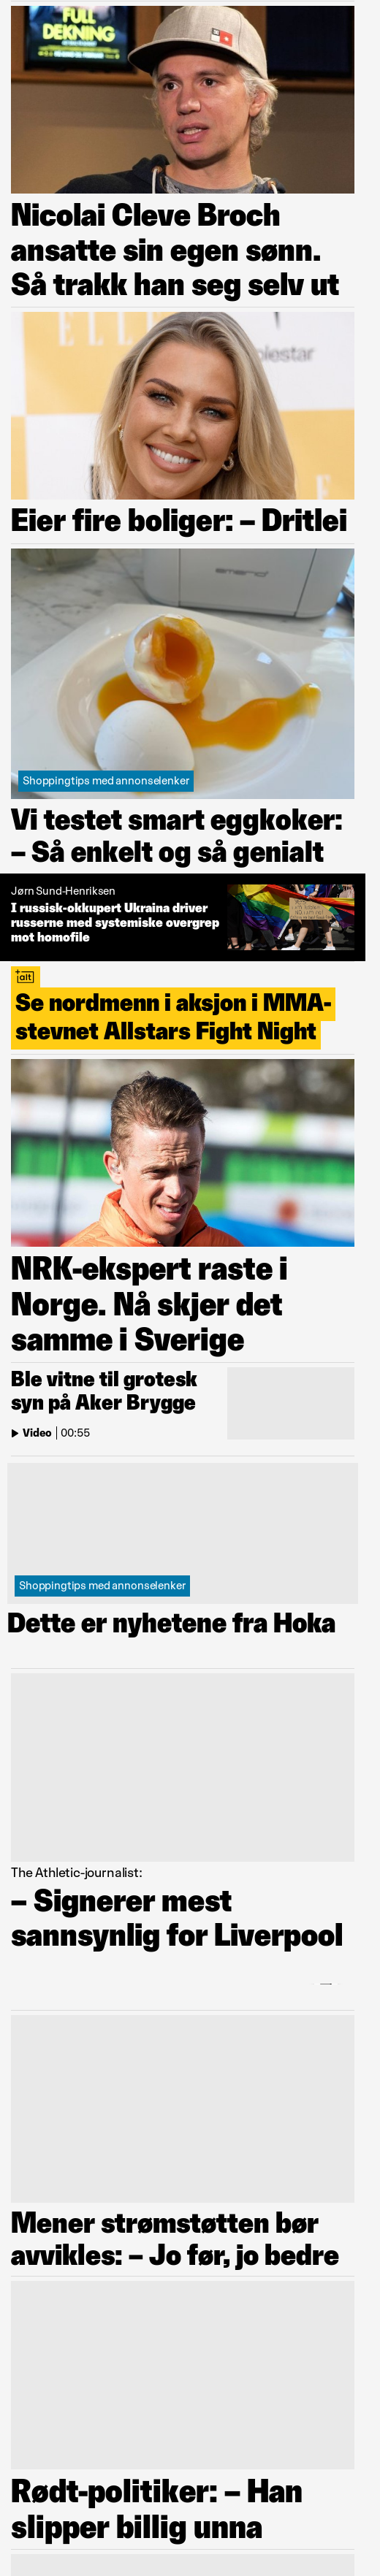 FULL
DEKNING
Nicolai Cleve Broch
ansatte sin egen sønn.
Så trakk han seg selv ut
ELL
lestar
E
Eier fire boliger: – Dritlei
emerio
Shoppingtips med annonselenker
Vi testet smart eggkoker:
– Så enkelt og så genialt
Jørn Sund-Henriksen
I russisk-okkupert Ukraina driver
russerne med systemiske overgrep
mot homofile
+alt
Se nordmenn i aksjon i MMA-
stevnet Allstars Fight Night
NRK-ekspert raste i
Norge. Nå skjer det
samme i Sverige
Ble vitne til grotesk
syn på Aker Brygge
Video 00:55
Shoppingtips med annonselenker
Dette er nyhetene fra Hoka
The Athletic-journalist:
– Signerer mest
sannsynlig for Liverpool
Mener strømstøtten bør
avvikles: – Jo før, jo bedre
Rødt-politiker: – Han
slipper billig unna